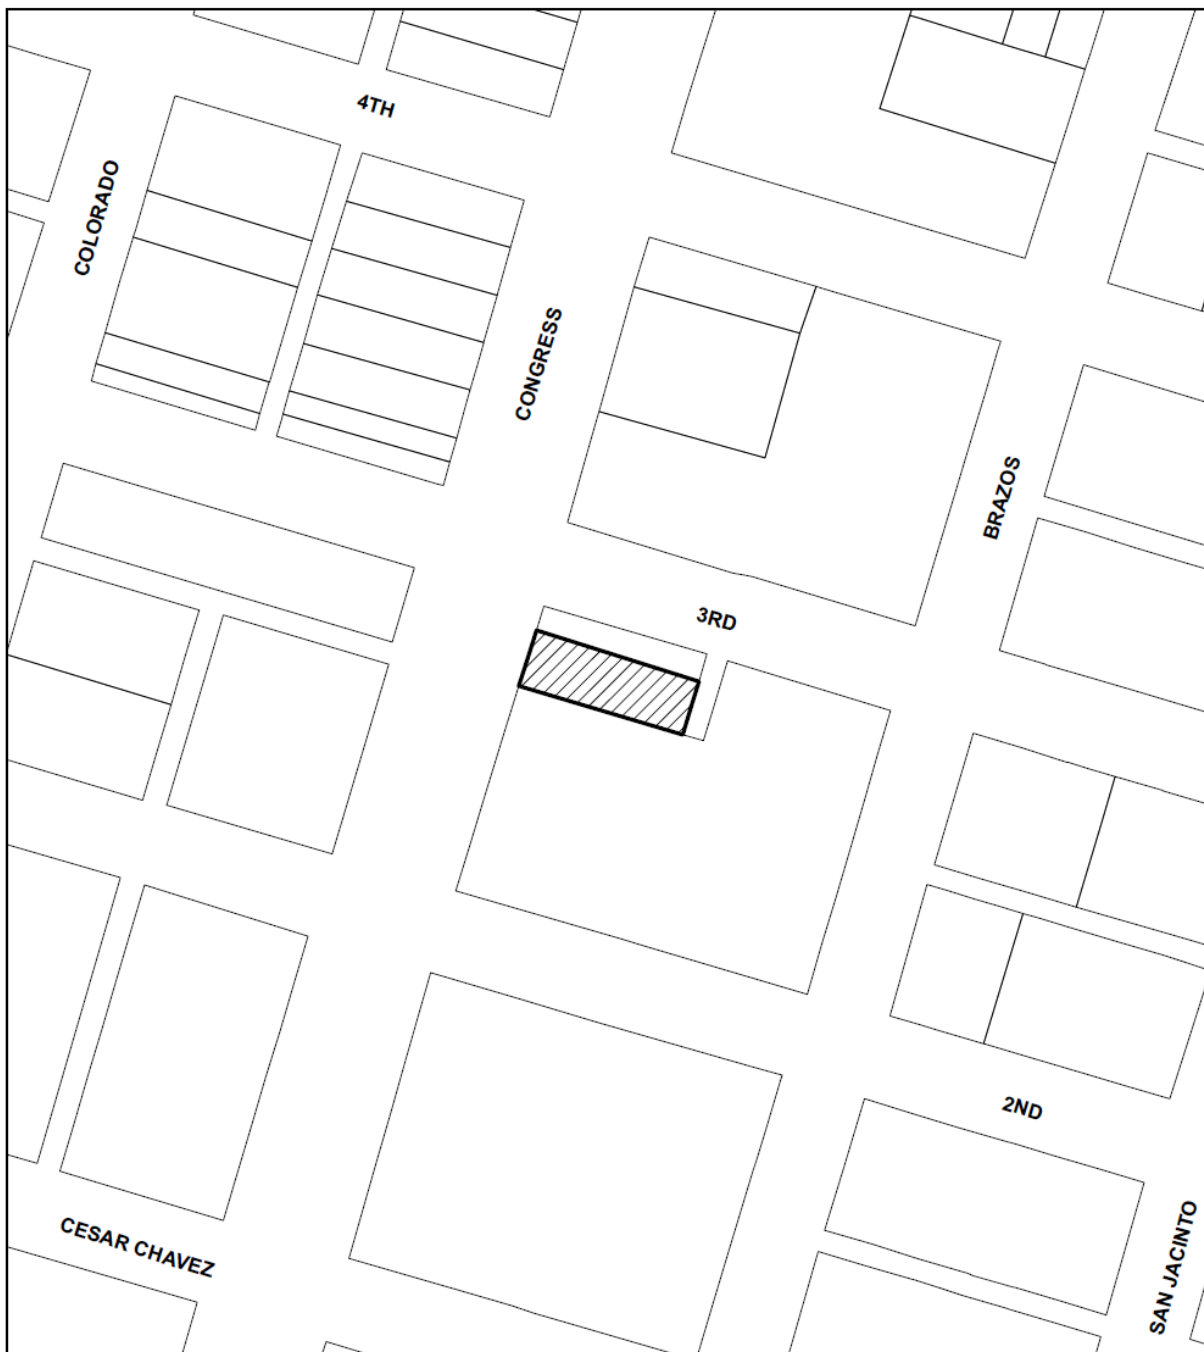 4TH
COLORADO
CONGRESS
BRAZOS
3RD
2ND
CESAR CHAVEZ
SAN JACINTO